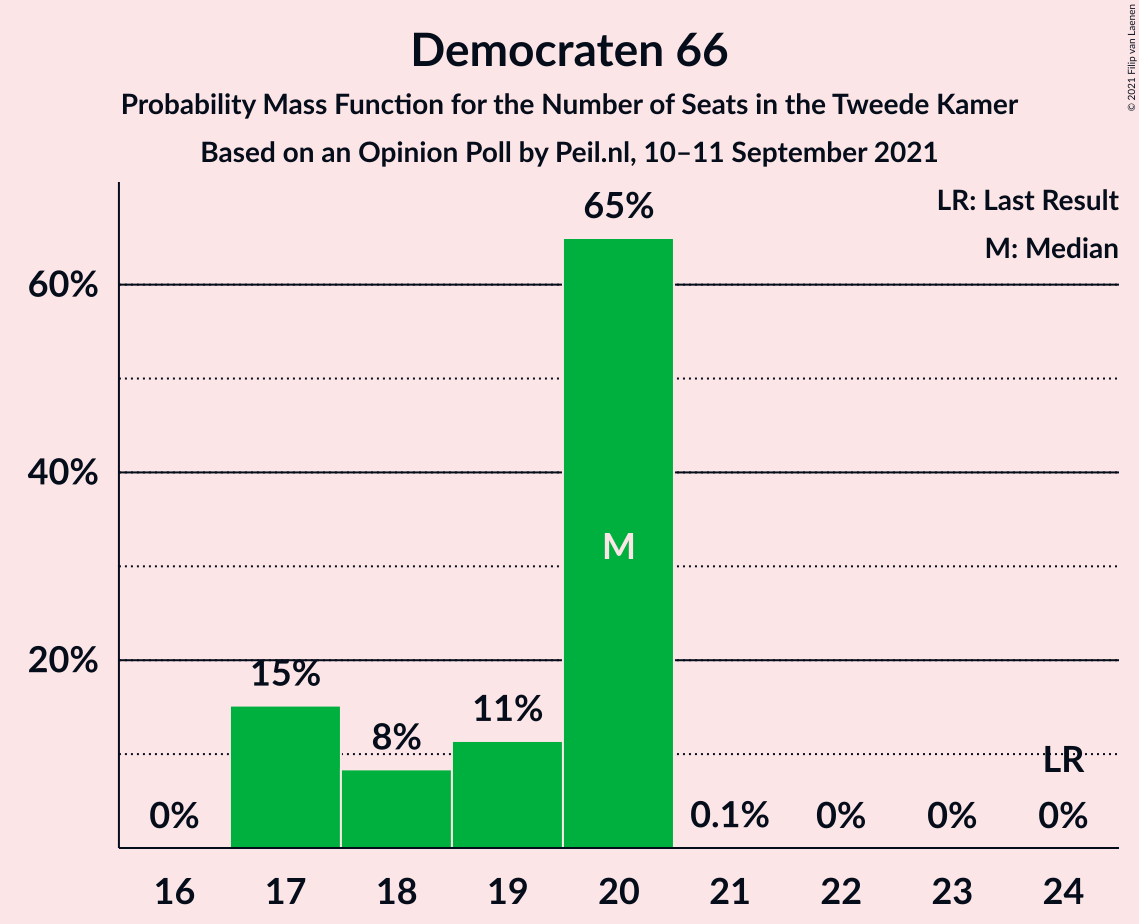 Democraten 66
Probability Mass Function for the Number of Seats in the Tweede Kamer
Based on an Opinion Poll by Peil.nl, 10–11 September 2021
© 2021 Filip van Laenen
LR: Last Result
M: Median
65%
60%
40%
M
20%
15%
11%
8%
LR
0%
0.1%
0%
0%
0%
16 17 18 19 20 21 22 23 24